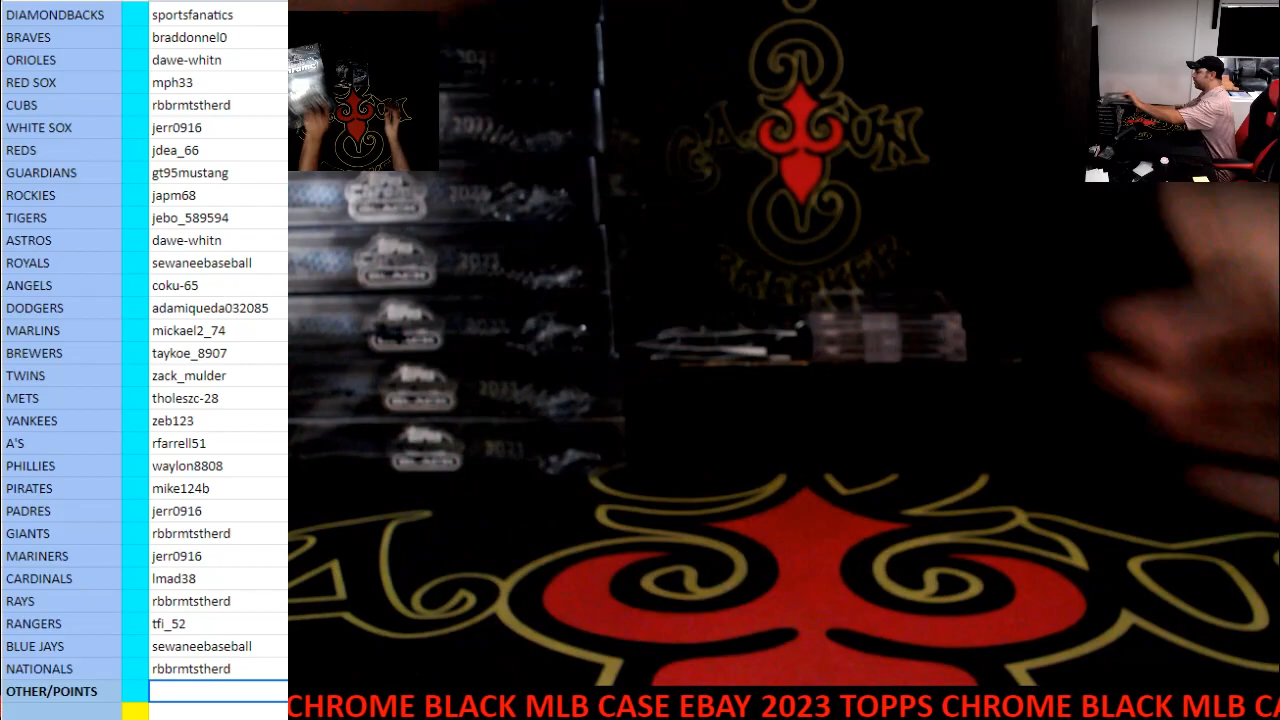 DIAMONDBACKS sportsfanatics
BRAVES braddonnel0
ORIOLES dawe-whitn
RED SOX mph33
CUBS rbbrmtstherd
WHITE SOX jerr0916
REDS jdea_66
GUARDIANS gt95mustang
ROCKIES japm68
TIGERS jebo_589594
ASTROS dawe-whitn
ROYALS sewaneebaseball
ANGELS coku-65
DODGERS adamiqueda032085
MARLINS mickael2_74
BREWERS taykoe_8907
TWINS zack_mulder
METS tholeszc-28
YANKEES zeb123
A'S rfarrell51
PHILLIES waylon8808
PIRATES mike124b
PADRES jerr0916
GIANTS rbbrmtstherd
MARINERS jerr0916
CARDINALS lmad38
RAYS rbbrmtstherd
RANGERS tfi_52
BLUE JAYS sewaneebaseball
NATIONALS rbbrmtstherd
OTHER/POINTS
CHROME BLACK MLB CASE EBAY 2023 TOPPS CHROME BLACK MLB CA